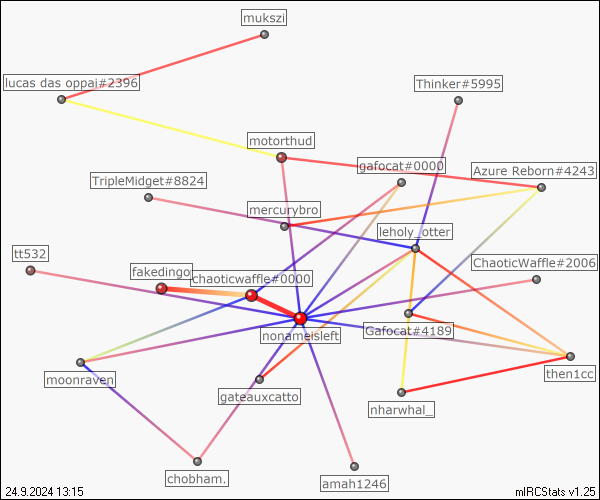 mukszi
lucas das oppai#2396
Thinker#5995
motorthud
gafocat#0000
Azure Reborn#4243
TripleMidget#8824
mercurybro
leholy_otter
tt532
fakedingo
chaoticwaffle#0000
ChaoticWaffle#2006
nonameisleft
Gafocat#4189
moonraven
then1cc
gateauxcatto
nharwhal_
chobham.
amah1246
24.9.2024 13:15
mIRCStats v1.25